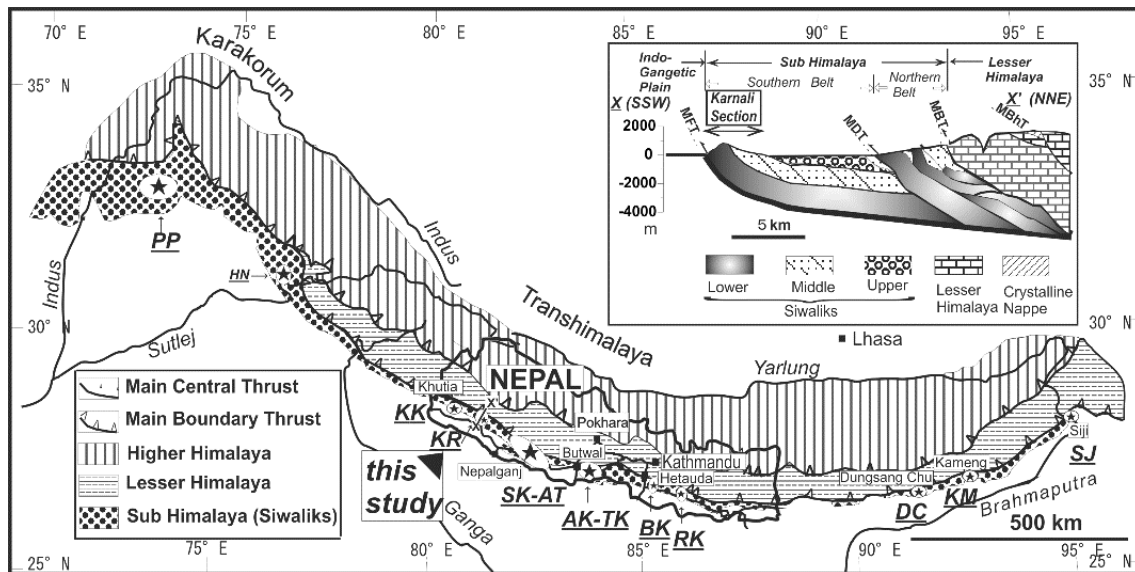 70° E
75° E
80° E
85° E
90° E
95° E
35° N
Karakorum
Indo-
Gangetic
Plain
Sub Himalaya
Lesser
Himalaya
Southern Belt
Northern
Belt
X (SSW)
Karnali
Section
X' (NNE)
MFT
MDT
MBT
MBhT
2000
0
-2000
-4000
m
5 km
Lower
Middle
Upper
Lesser
Himalaya
Crystalline
Nappe
Siwaliks
35° N
PP
HN
Indus
Indus
Sutlej
30° N
Transhimalaya
Lhasa
30° N
Yarlung
NEPAL
Khutia
X'
KK
KR
Pokhara
Butwal
Kathmandu
Hetauda
Nepalganj
this
study
SK-AT
AK-TK
BK
RK
Ganga
Dungsang Chu
Kameng
Siji
SJ
KM
DC
Brahmaputra
500 km
Main Central Thrust
Main Boundary Thrust
Higher Himalaya
Lesser Himalaya
Sub Himalaya (Siwaliks)
25° N
75° E
80° E
85° E
90° E
95° E
25° N